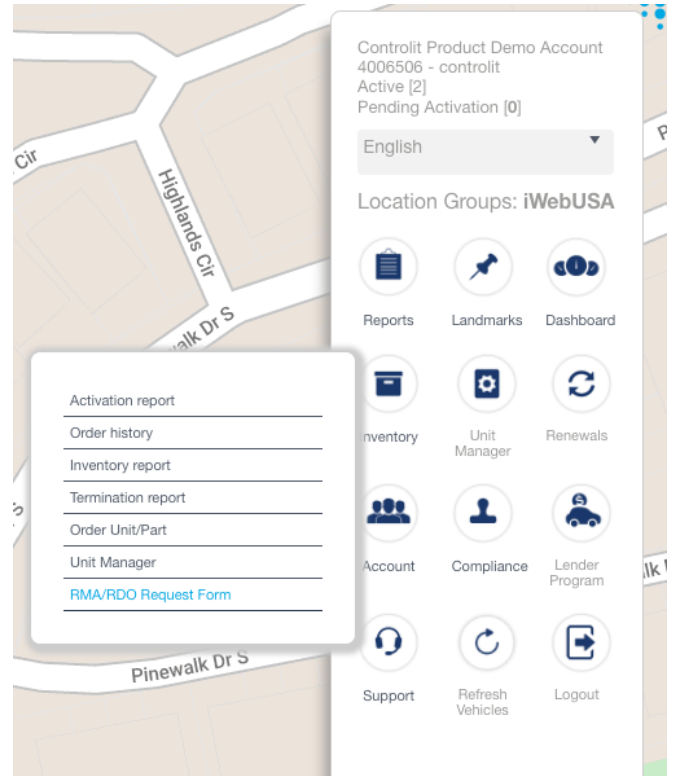 Controlit Product Demo Account
4006506 - controlit
Active [2]
Pending Activation [0]
English
Location Groups: iWebUSA
Reports
Landmarks
Dashboard
Inventory
Unit
Manager
Renewals
Account
Compliance
Lender
Program
Support
Refresh
Vehicles
Logout
Activation report
Order history
Inventory report
Termination report
Order Unit/Part
Unit Manager
RMA/RDO Request Form
Cir
Highlands Cir
walk Dr S
Pinewalk Dr S